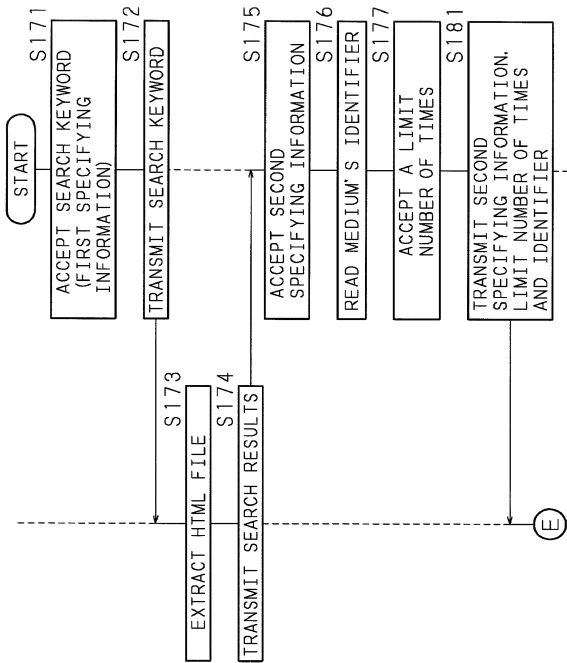 START
S171
ACCEPT SEARCH KEYWORD
(FIRST SPECIFYING
INFORMATION)
S172
TRANSMIT SEARCH KEYWORD
S173
EXTRACT HTML FILE
S174
TRANSMIT SEARCH RESULTS
S175
ACCEPT SECOND
SPECIFYING INFORMATION
S176
READ MEDIUM'S IDENTIFIER
S177
ACCEPT A LIMIT
NUMBER OF TIMES
S181
TRANSMIT SECOND
SPECIFYING INFORMATION,
LIMIT NUMBER OF TIMES
AND IDENTIFIER
E